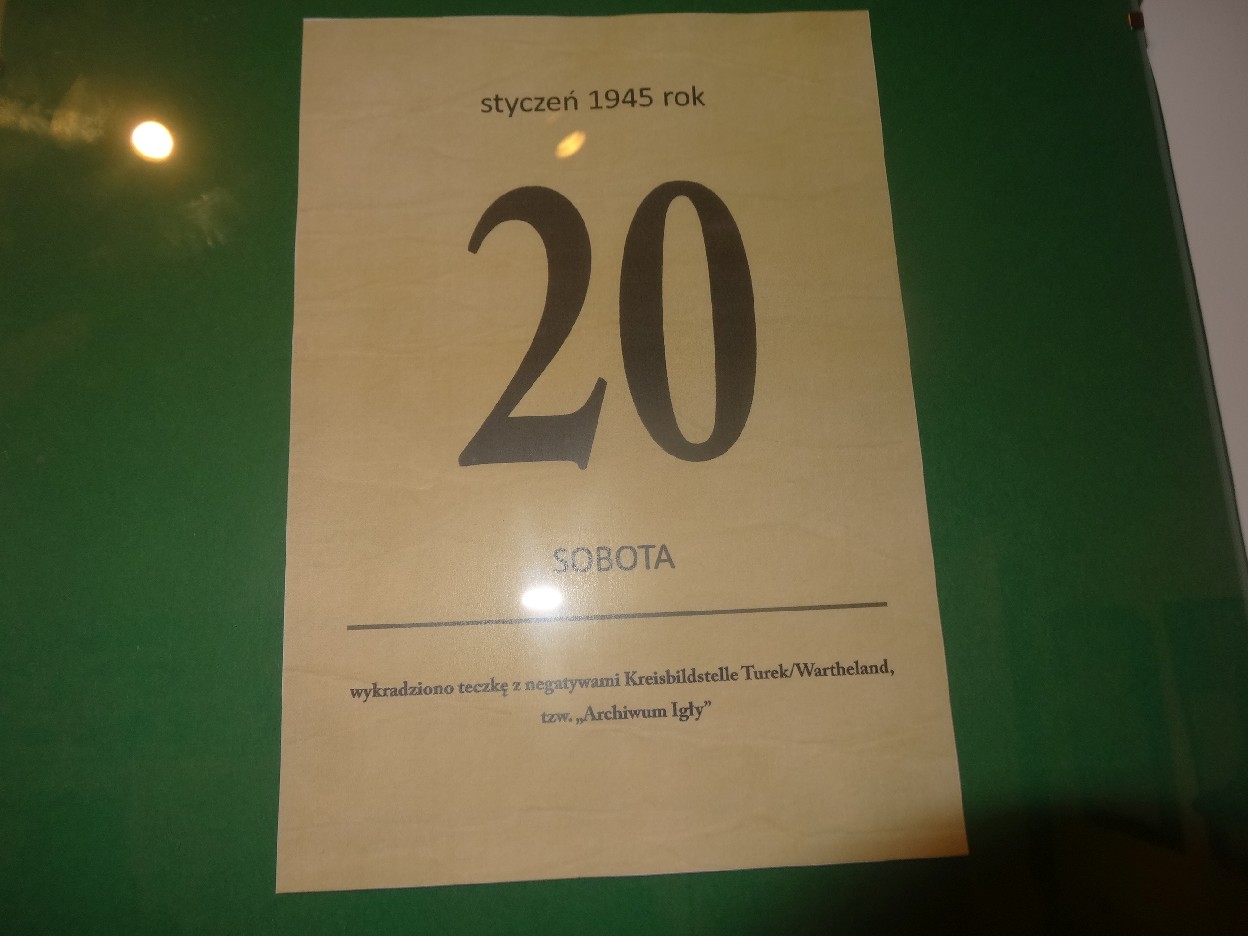 styczeń 1945 rok
20
SOBOTA
wykradziono teczkę z negatywami Kreisbildstelle Turek/Wartheland,
tzw. „Archiwum Igły”